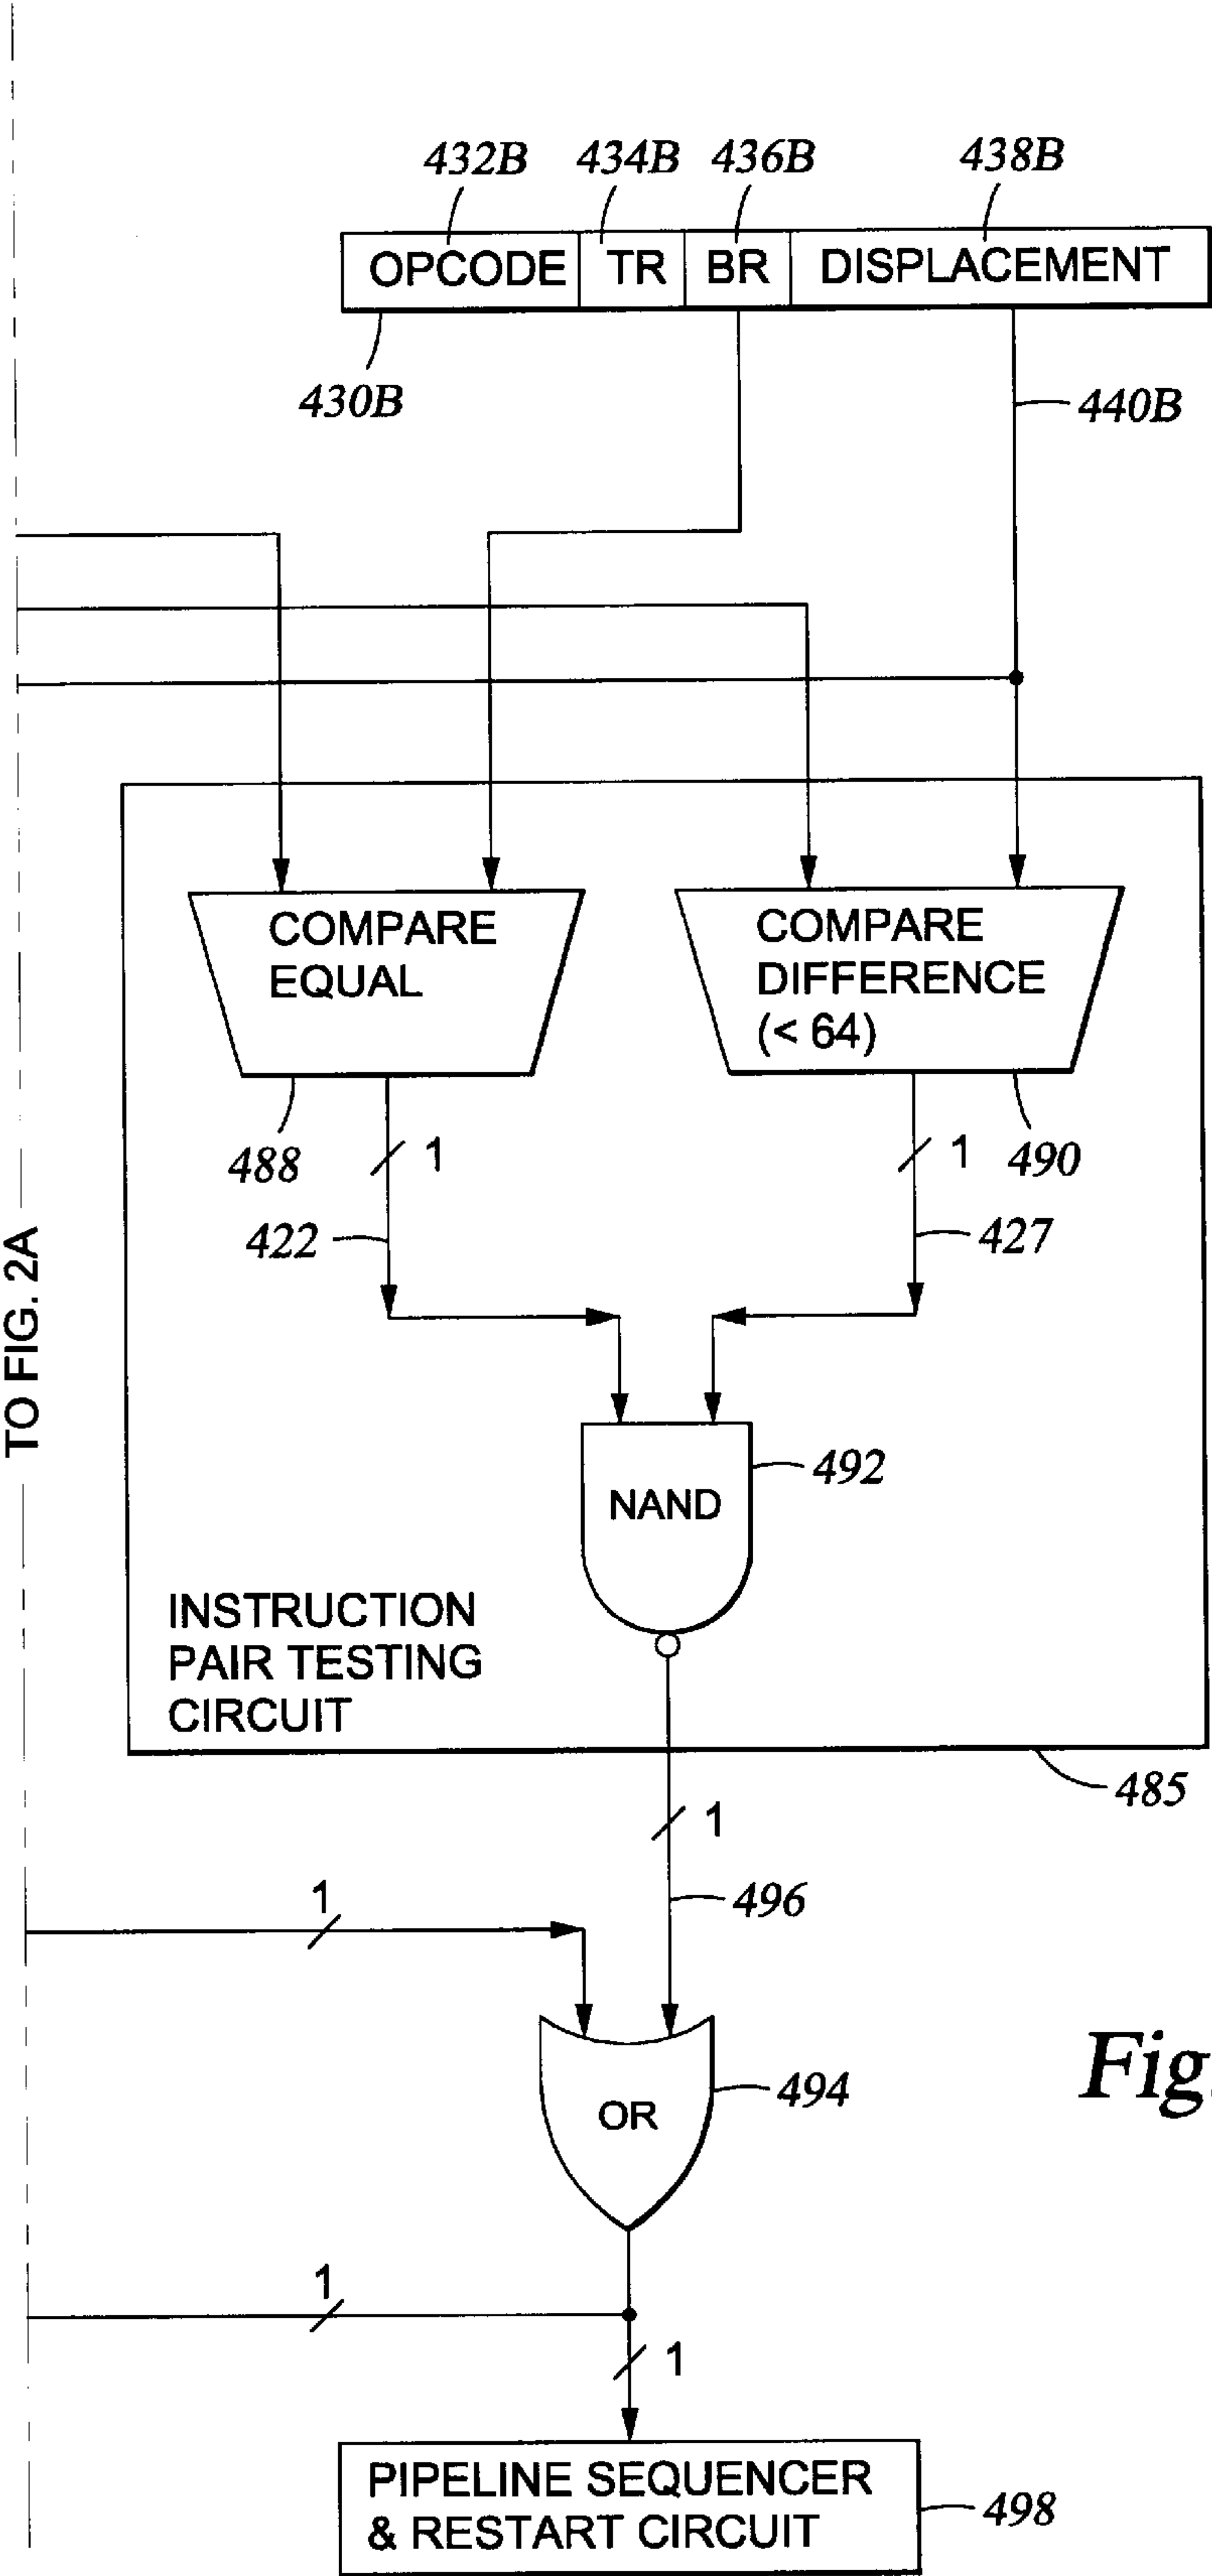 432B 434B 436B 438B
OPCODE TR BR DISPLACEMENT
430B
440B
COMPARE
EQUAL
COMPARE
DIFFERENCE
(< 64)
488
1
1
490
422
427
TO FIG. 2A
NAND
492
INSTRUCTION
PAIR TESTING
CIRCUIT
485
1
496
1
OR
494
Fig.
1
1
PIPELINE SEQUENCER
& RESTART CIRCUIT
498